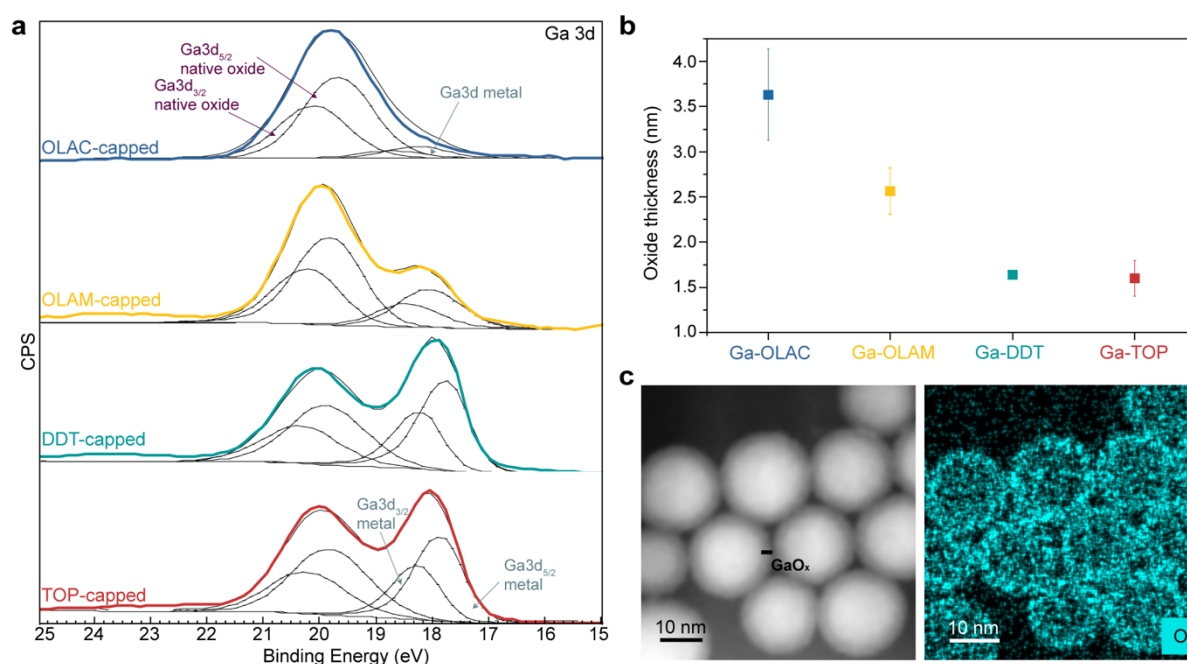 a
Ga 3d
Ga3d5/2
native oxide
Ga3d3/2
native oxide
Ga3d metal
OLAC-capped
OLAM-capped
DDT-capped
Ga3d3/2
metal
Ga3d5/2
metal
TOP-capped
CPS
25 24 23 22 21 20 19 18 17 16 15
Binding Energy (eV)
b
Oxide thickness (nm)
4.0
3.5
3.0
2.5
2.0
1.5
1.0
Ga-OLAC Ga-OLAM Ga-DDT Ga-TOP
c
GaOx
10 nm
10 nm
O